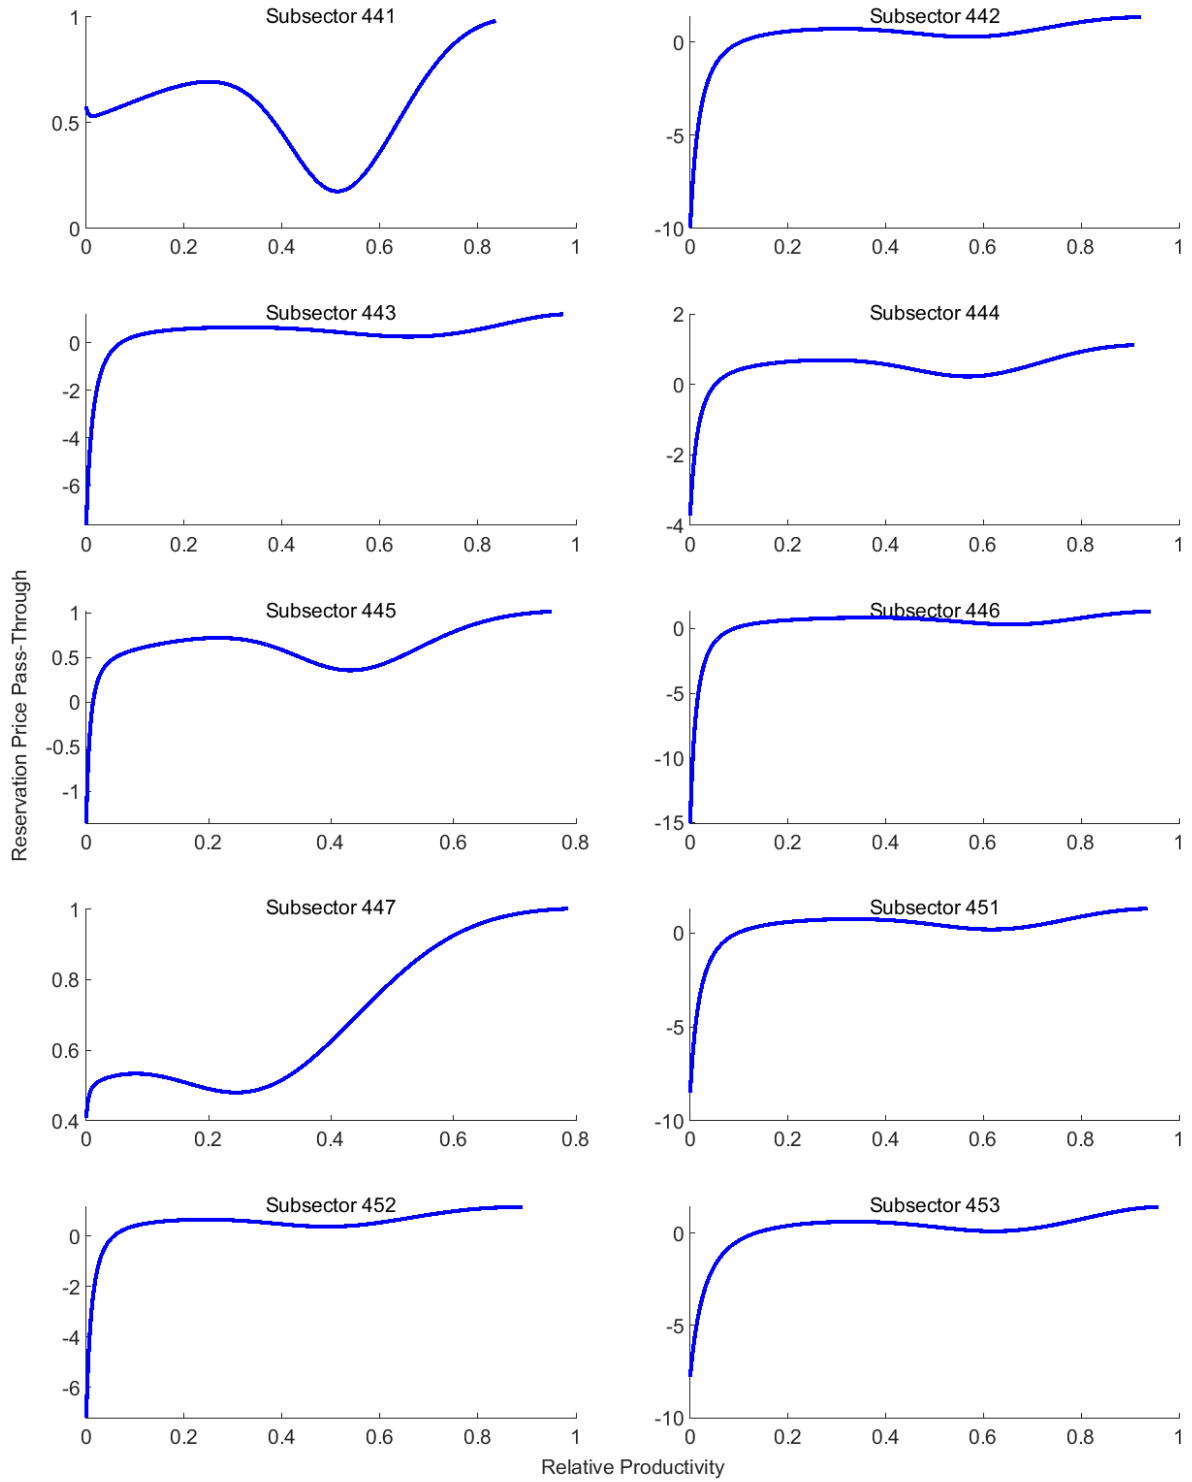 Subsector 441
1
0.5
0
0 0.2 0.4 0.6 0.8 1
Subsector 442
0
-5
-10
0 0.2 0.4 0.6 0.8 1
Subsector 443
0
-2
-4
-6
0 0.2 0.4 0.6 0.8 1
Subsector 444
2
0
-2
-4
0 0.2 0.4 0.6 0.8 1
Reservation Price Pass-Through
Subsector 445
1
0.5
0
-0.5
-1
0 0.2 0.4 0.6 0.8
Subsector 446
0
-5
-10
-15
0 0.2 0.4 0.6 0.8 1
Subsector 447
1
0.8
0.6
0.4
0 0.2 0.4 0.6 0.8
Subsector 451
0
-5
-10
0 0.2 0.4 0.6 0.8 1
Subsector 452
0
-2
-4
-6
0 0.2 0.4 0.6 0.8 1
Subsector 453
0
-5
-10
0 0.2 0.4 0.6 0.8 1
Relative Productivity